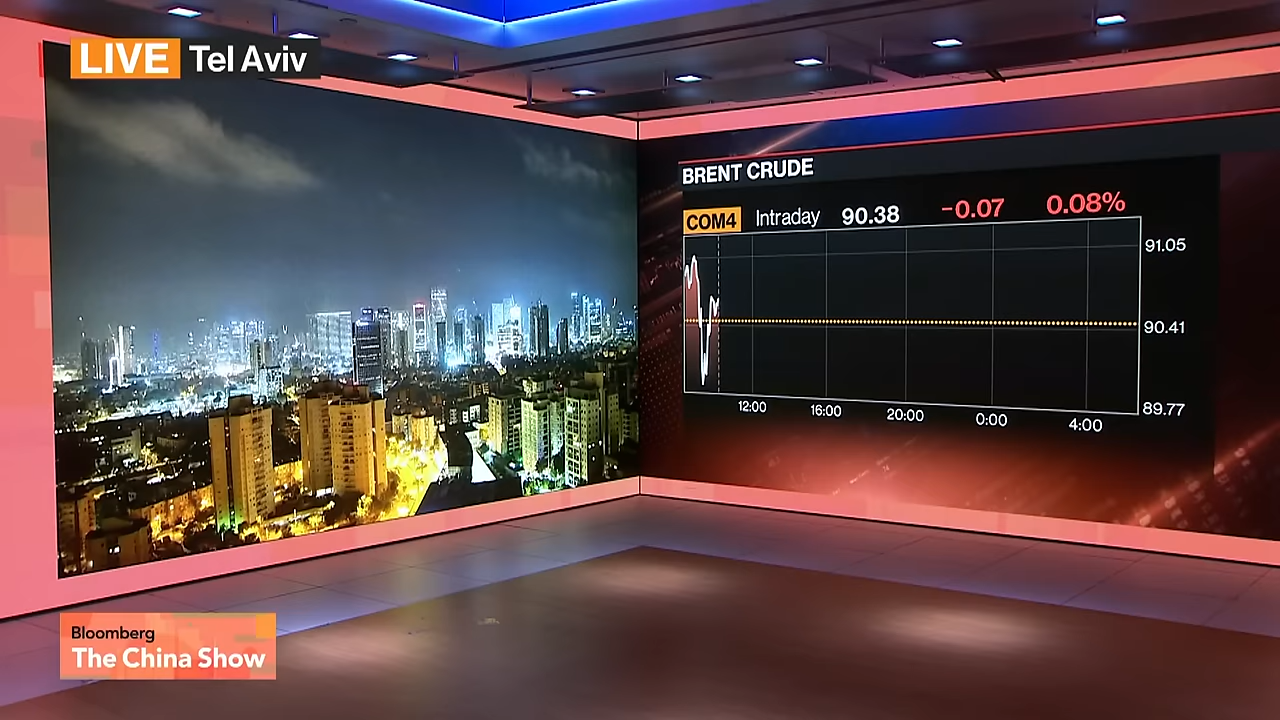 LIVE Tel Aviv
BRENT CRUDE
COM4 Intraday 90.38 -0.07 0.08%
91.05
90.41
89.77
12:00 16:00 20:00 0:00 4:00
Bloomberg
The China Show